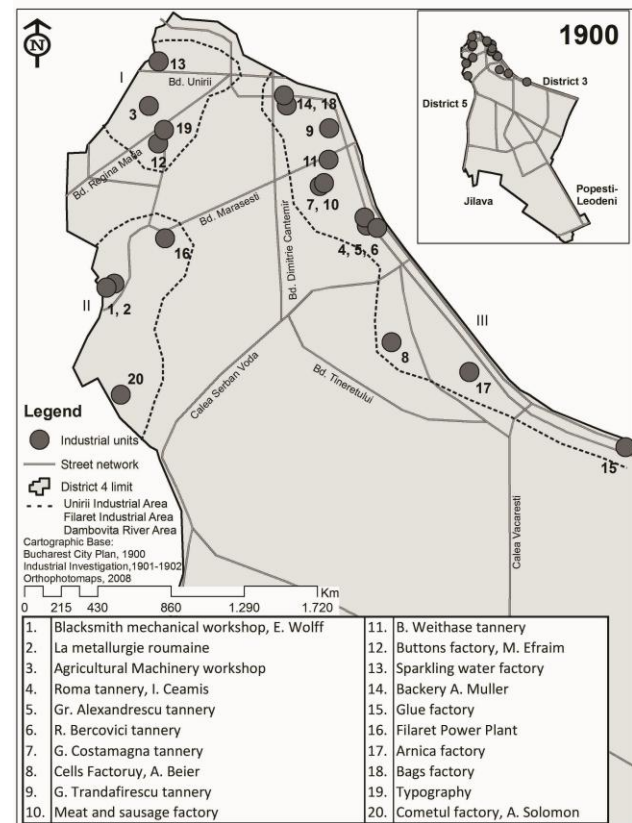 N
1900
District 3
District 5
Jilava
Popesti-
Leodeni
I
13
Bd. Unirii
3
19
12
Bd. Regina Maria
14, 18
9
11
7, 10
Bd. Marasesti
Bd. Dimitrie Cantemir
16
4, 5, 6
II
1, 2
III
8
17
20
Calea Serban Voda
Bd. Tineretului
15
Calea Vacaresti
Legend
Industrial units
Street network
District 4 limit
Unirii Industrial Area
Filaret Industrial Area
Dambovita River Area
Cartographic Base:
Bucharest City Plan, 1900
Industrial Investigation,1901-1902
Orthophotomaps, 2008
Km
0 215 430 860 1.290 1.720
1. Blacksmith mechanical workshop, E. Wolff
2. La metallurgie roumaine
3. Agricultural Machinery workshop
4. Roma tannery, I. Ceamis
5. Gr. Alexandrescu tannery
6. R. Bercovici tannery
7. G. Costamagna tannery
8. Cells Factoruy, A. Beier
9. G. Trandafirescu tannery
10. Meat and sausage factory
11. B. Weithase tannery
12. Buttons factory, M. Efraim
13. Sparkling water factory
14. Backery A. Muller
15. Glue factory
16. Filaret Power Plant
17. Arnica factory
18. Bags factory
19. Typography
20. Cometul factory, A. Solomon